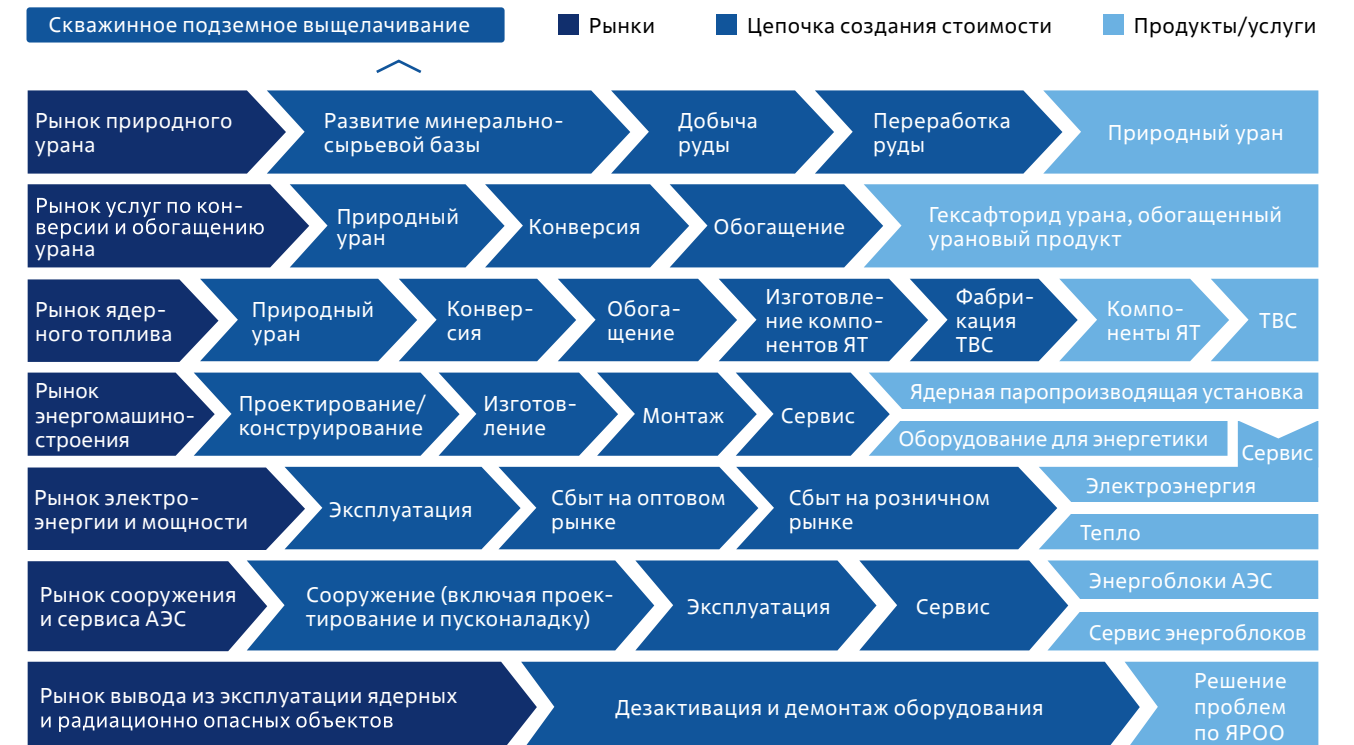 Скважинное подземное выщелачивание
Рынки
Цепочка создания стоимости
Продукты/услуги
Рынок природного
урана
Развитие минерально-
сырьевой базы
Добыча
руды
Переработка
руды
Природный уран
Рынок услуг по кон-
версии и обогащению
урана
Природный
уран
Конверсия
Обогащение
Гексафторид урана, обогащенный
урановый продукт
Рынок ядер-
ного топлива
Природный
уран
Конвер-
сия
Обога-
щение
Изготовле-
ние компо-
нентов ЯТ
Фабри-
кация
ТВС
Компо-
ненты ЯТ
ТВС
Рынок
энергомашино-
строения
Проектирование/
конструирование
Изготов-
ление
Монтаж
Сервис
Ядерная паропроизводящая установка
Оборудование для энергетики
Сервис
Рынок электро-
энергии и мощности
Эксплуатация
Сбыт на оптовом
рынке
Сбыт на розничном
рынке
Электроэнергия
Тепло
Рынок сооружения
и сервиса АЭС
Сооружение (включая проек-
тирование и пусконаладку)
Эксплуатация
Сервис
Энергоблоки АЭС
Сервис энергоблоков
Рынок вывода из эксплуатации ядерных
и радиационно опасных объектов
Дезактивация и демонтаж оборудования
Решение
проблем
по ЯРОО